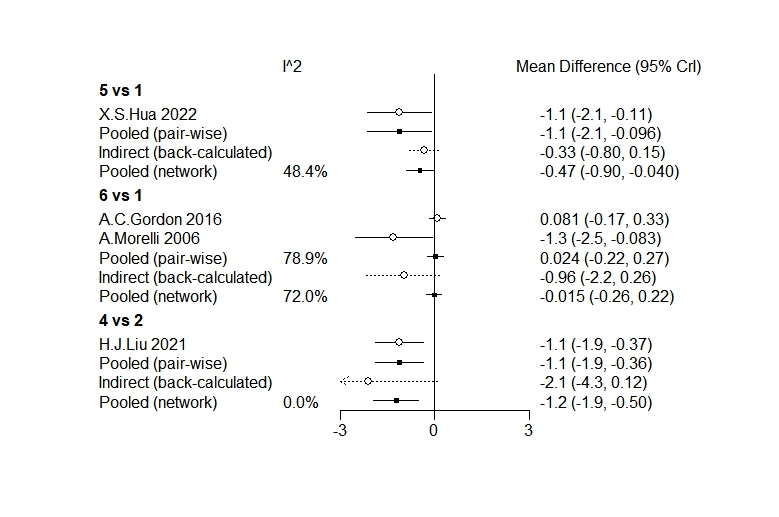 I^2 Mean Difference (95% CrI)
5 vs 1
X.S.Hua 2022 -1.1 (-2.1, -0.11)
Pooled (pair-wise) -1.1 (-2.1, -0.096)
Indirect (back-calculated) -0.33 (-0.80, 0.15)
Pooled (network) 48.4% -0.47 (-0.90, -0.040)
6 vs 1
A.C.Gordon 2016 0.081 (-0.17, 0.33)
A.Morelli 2006 -1.3 (-2.5, -0.083)
Pooled (pair-wise) 78.9% 0.024 (-0.22, 0.27)
Indirect (back-calculated) -0.96 (-2.2, 0.26)
Pooled (network) 72.0% -0.015 (-0.26, 0.22)
4 vs 2
H.J.Liu 2021 -1.1 (-1.9, -0.37)
Pooled (pair-wise) -1.1 (-1.9, -0.36)
Indirect (back-calculated) -2.1 (-4.3, 0.12)
Pooled (network) 0.0% -1.2 (-1.9, -0.50)
-3 0 3